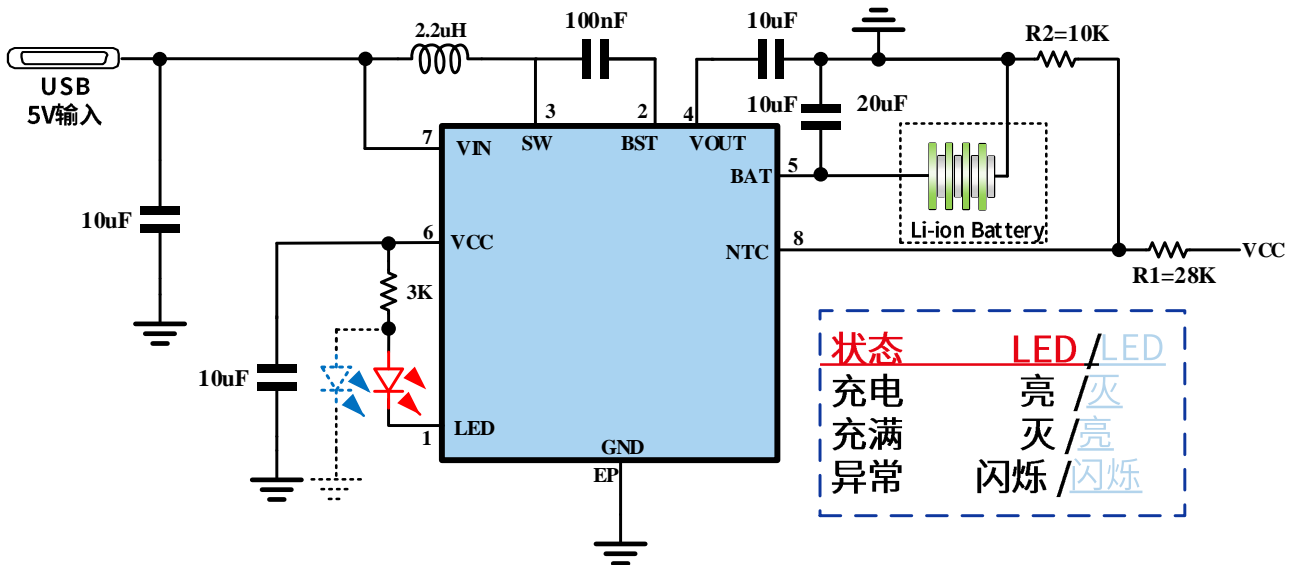 USB
5V输入
2.2uH
100nF
10uF
R2=10K
3
2
4
10uF
20uF
7
VIN
SW
BST
VOUT
BAT
5
Li-ion Battery
10uF
6
VCC
NTC
8
VCC
R1=28K
3K
10uF
1
LED
GND
EP
状态 LED /LED
充电 亮 /灭
充满 灭/亮
异常 闪烁 /闪烁